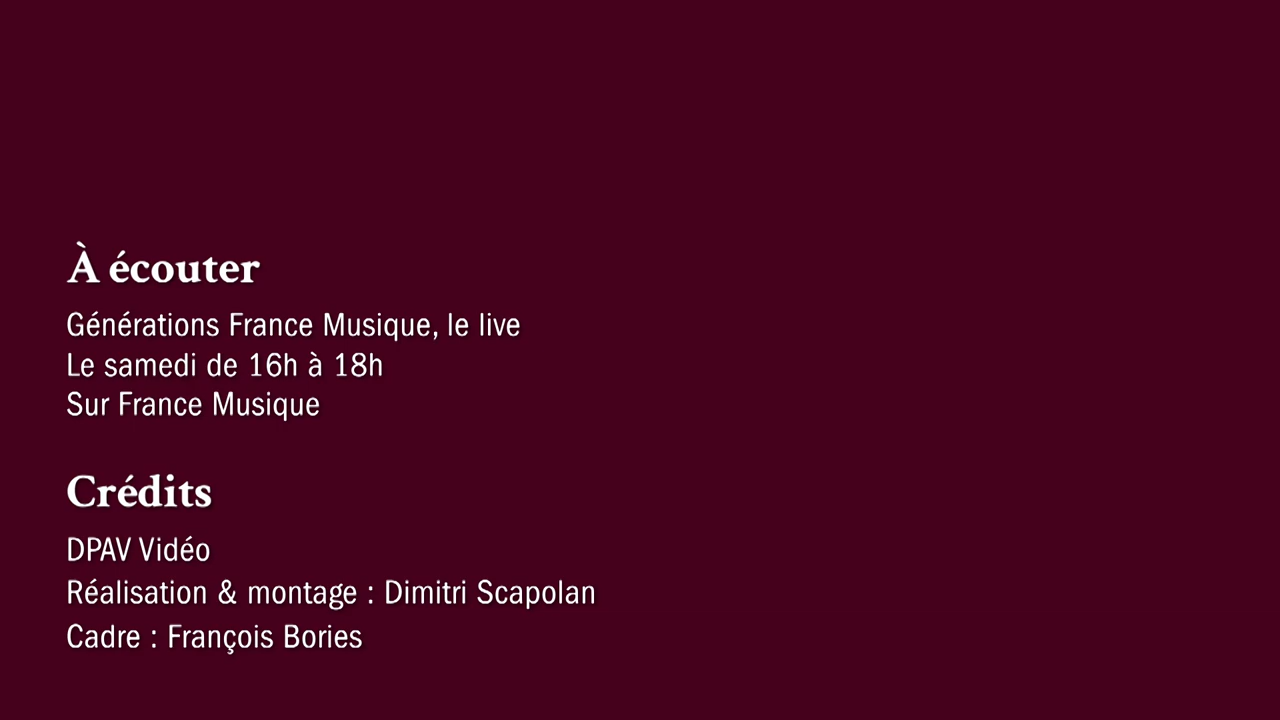 À écouter
Générations France Musique, le live
Le samedi de 16h à 18h
Sur France Musique
Crédits
DPAV Vidéo
Réalisation & montage : Dimitri Scapolan
Cadre : François Bories